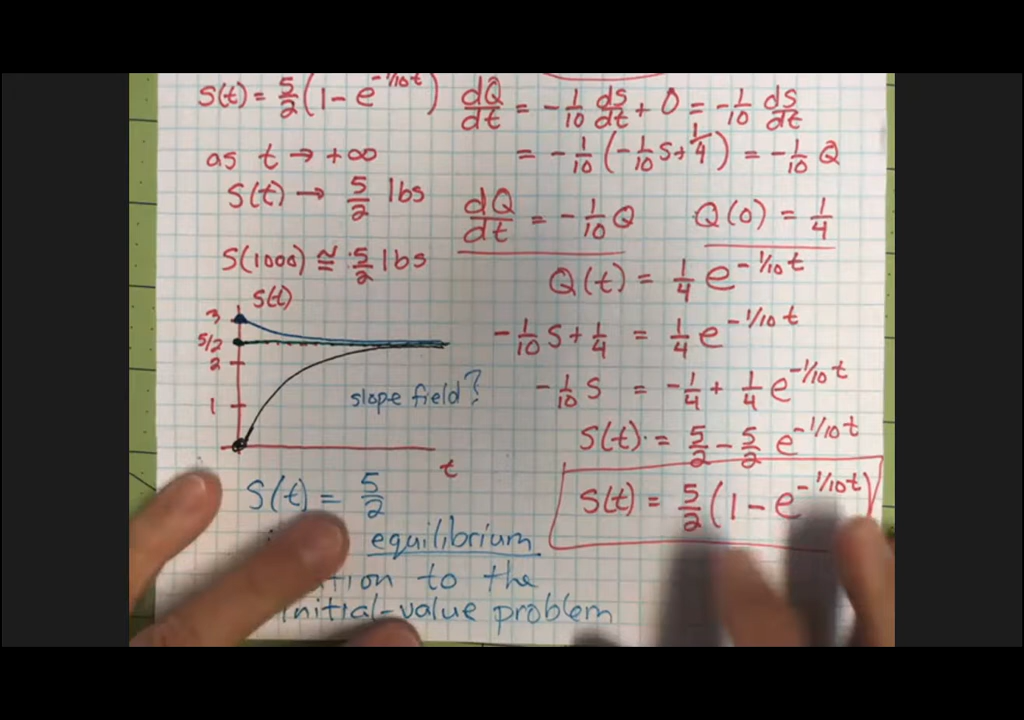 S(t) = 5/2 (1 - e^{-1/10 t})
as t → +∞
S(t) → 5/2 lbs
S(1000) ≅ 5/2 lbs
S(t)
3
5/2
2
1
t
slope field?
S(t) = 5/2
equilibrium
to the
initial-value problem
dQ/dt = -1/10 dS/dt + 0 = -1/10 dS/dt
= -1/10 (-1/10 S + 1/4) = -1/10 Q
dQ/dt = -1/10 Q Q(0) = 1/4
Q(t) = 1/4 e^{-1/10 t}
-1/10 S + 1/4 = 1/4 e^{-1/10 t}
-1/10 S = -1/4 + 1/4 e^{-1/10 t}
S(t) = 5/2 - 5/2 e^{-1/10 t}
S(t) = 5/2 (1 - e^{-1/10 t})